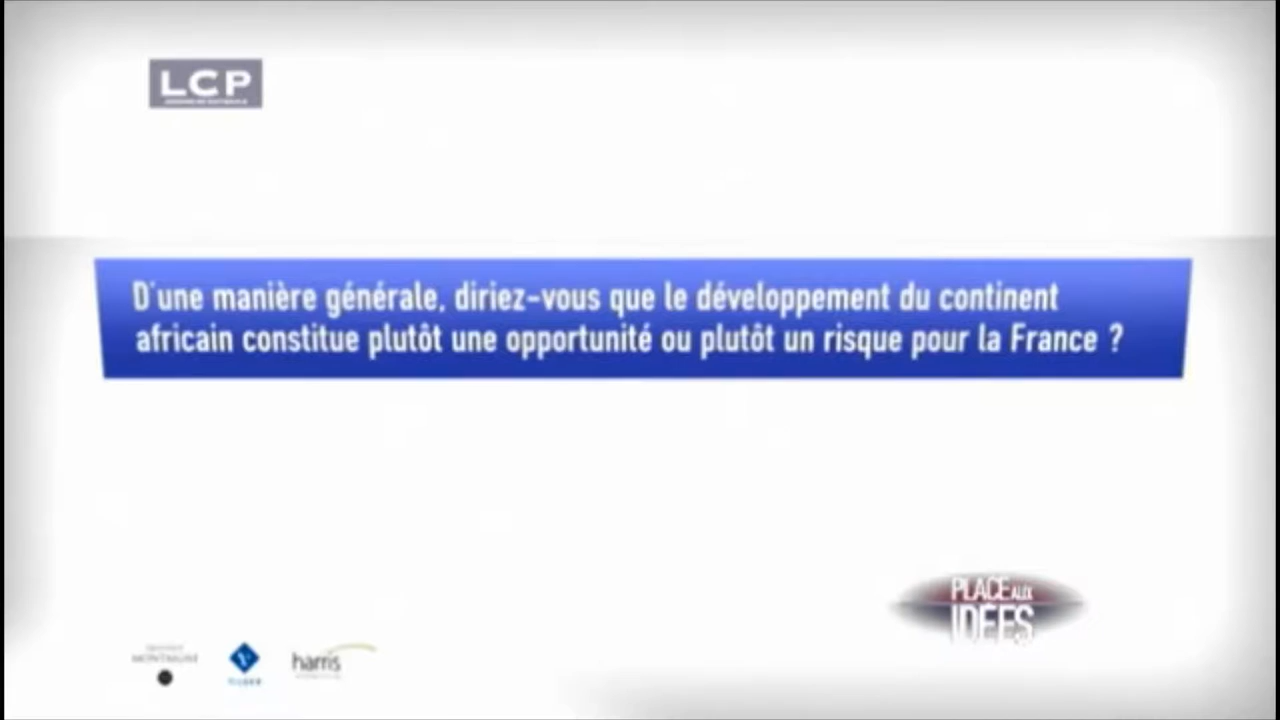 LCP
D'une manière générale, diriez-vous que le développement du continent
africain constitue plutôt une opportunité ou plutôt un risque pour la France ?
PLACE AUX
IDÉES
harris